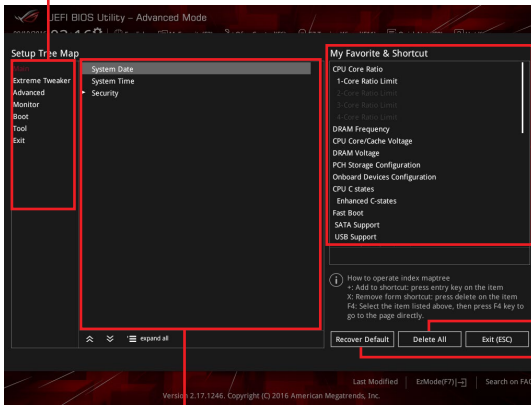 UEFI BIOS Utility – Advanced Mode
Setup Tree Map
My Favorite & Shortcut
Main
Extreme Tweaker
Advanced
Monitor
Boot
Tool
Exit
System Date
System Time
Security
CPU Core Ratio
1-Core Ratio Limit
2-Core Ratio Limit
3-Core Ratio Limit
4-Core Ratio Limit
DRAM Frequency
CPU Core/Cache Voltage
DRAM Voltage
PCH Storage Configuration
Onboard Devices Configuration
CPU C states
Enhanced C-states
Fast Boot
SATA Support
USB Support
How to operate index maptree
+: Add to shortcut: press entry key on the item
X: Remove form shortcut: press delete on the item
F4: Select the item listed above, then press F4 key to
go to the page directly.
expand all
Recover Default
Delete All
Exit (ESC)
Last Modified
EzMode(F7)
Search on FAQ
Version 2.17.1246. Copyright (C) 2016 American Megatrends, Inc.